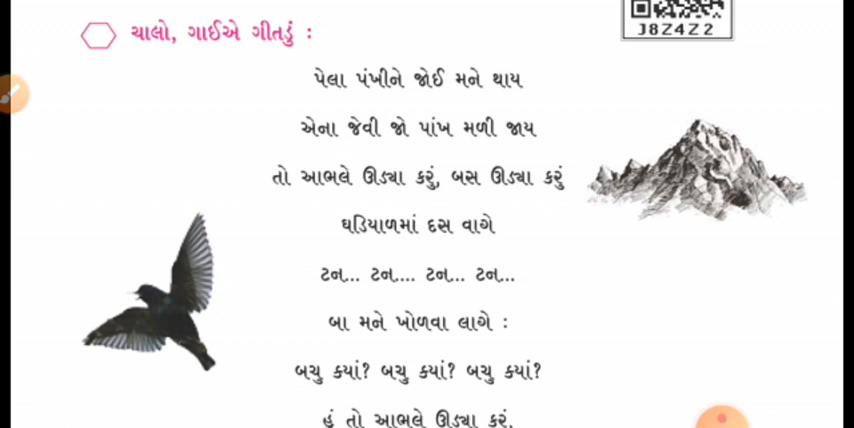 J8Z4Z2
ચાલો, ગાઈએ ગીતડું :
પેલા પંખીને જોઈ મને થાય
એના જેવી જો પાંખ મળી જાય
તો આભલે ઊડ્યા કરું, બસ ઊડ્યા કરું
ઘડિયાળમાં દસ વાગે
ટન... ટન.... ટન... ટન...
બા મને ખોળવા લાગે :
બચુ ક્યાં? બચુ ક્યાં? બચુ ક્યાં?
હું તો આભલે ઊડ્યા કરું.